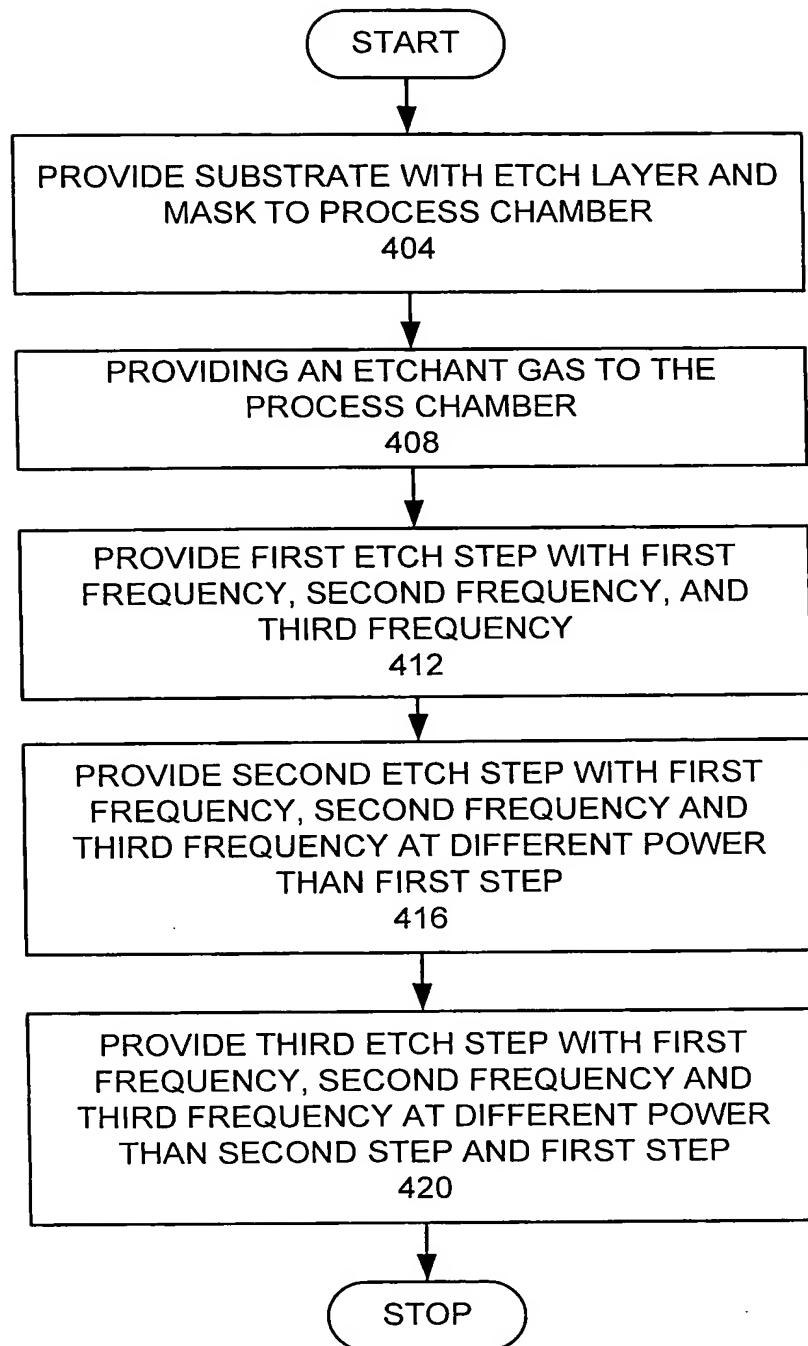 START
PROVIDE SUBSTRATE WITH ETCH LAYER AND
MASK TO PROCESS CHAMBER
404
PROVIDING AN ETCHANT GAS TO THE
PROCESS CHAMBER
408
PROVIDE FIRST ETCH STEP WITH FIRST
FREQUENCY, SECOND FREQUENCY, AND
THIRD FREQUENCY
412
PROVIDE SECOND ETCH STEP WITH FIRST
FREQUENCY, SECOND FREQUENCY AND
THIRD FREQUENCY AT DIFFERENT POWER
THAN FIRST STEP
416
PROVIDE THIRD ETCH STEP WITH FIRST
FREQUENCY, SECOND FREQUENCY AND
THIRD FREQUENCY AT DIFFERENT POWER
THAN SECOND STEP AND FIRST STEP
420
STOP